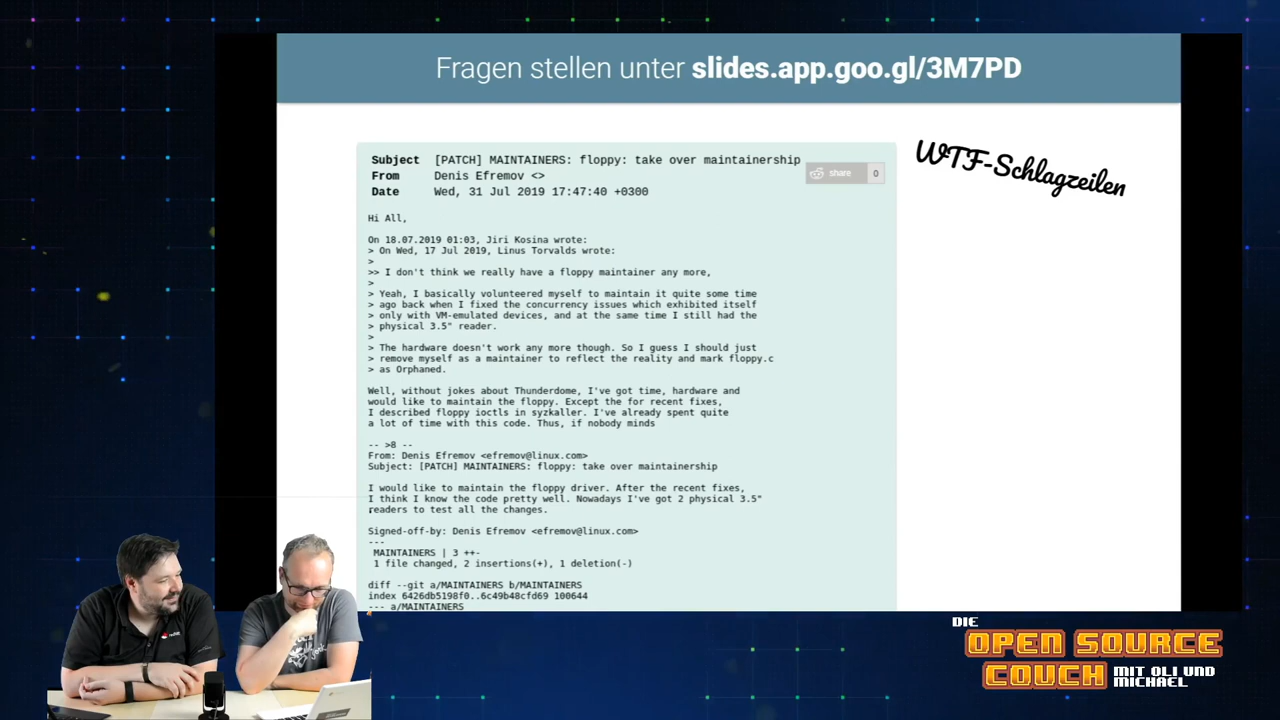 Fragen stellen unter slides.app.goo.gl/3M7PD
WTF-Schlagzeilen
Subject [PATCH] MAINTAINERS: floppy: take over maintainership
From Denis Efremov <>
Date Wed, 31 Jul 2019 17:47:40 +0300
share 0
Hi All,
On 18.07.2019 01:03, Jiri Kosina wrote:
> On Wed, 17 Jul 2019, Linus Torvalds wrote:
>
>> I don't think we really have a floppy maintainer any more,
>
> Yeah, I basically volunteered myself to maintain it quite some time
> ago back when I fixed the concurrency issues which exhibited itself
> only with VM-emulated devices, and at the same time I still had the
> physical 3.5" reader.
>
> The hardware doesn't work any more though. So I guess I should just
> remove myself as a maintainer to reflect the reality and mark floppy.c
> as Orphaned.
Well, without jokes about Thunderdome, I've got time, hardware and
would like to maintain the floppy. Except the for recent fixes,
I described floppy ioctls in syzkaller. I've already spent quite
a lot of time with this code. Thus, if nobody minds
-- >8 --
From: Denis Efremov <efremov@linux.com>
Subject: [PATCH] MAINTAINERS: floppy: take over maintainership
I would like to maintain the floppy driver. After the recent fixes,
I think I know the code pretty well. Nowadays I've got 2 physical 3.5"
readers to test all the changes.
Signed-off-by: Denis Efremov <efremov@linux.com>
---
MAINTAINERS | 3 ++-
1 file changed, 2 insertions(+), 1 deletion(-)
diff --git a/MAINTAINERS b/MAINTAINERS
index 6426db5198f0..6c49b48cfd69 100644
--- a/MAINTAINERS
DIE
OPEN SOURCE
COUCH MIT OLI UND
MICHAEL